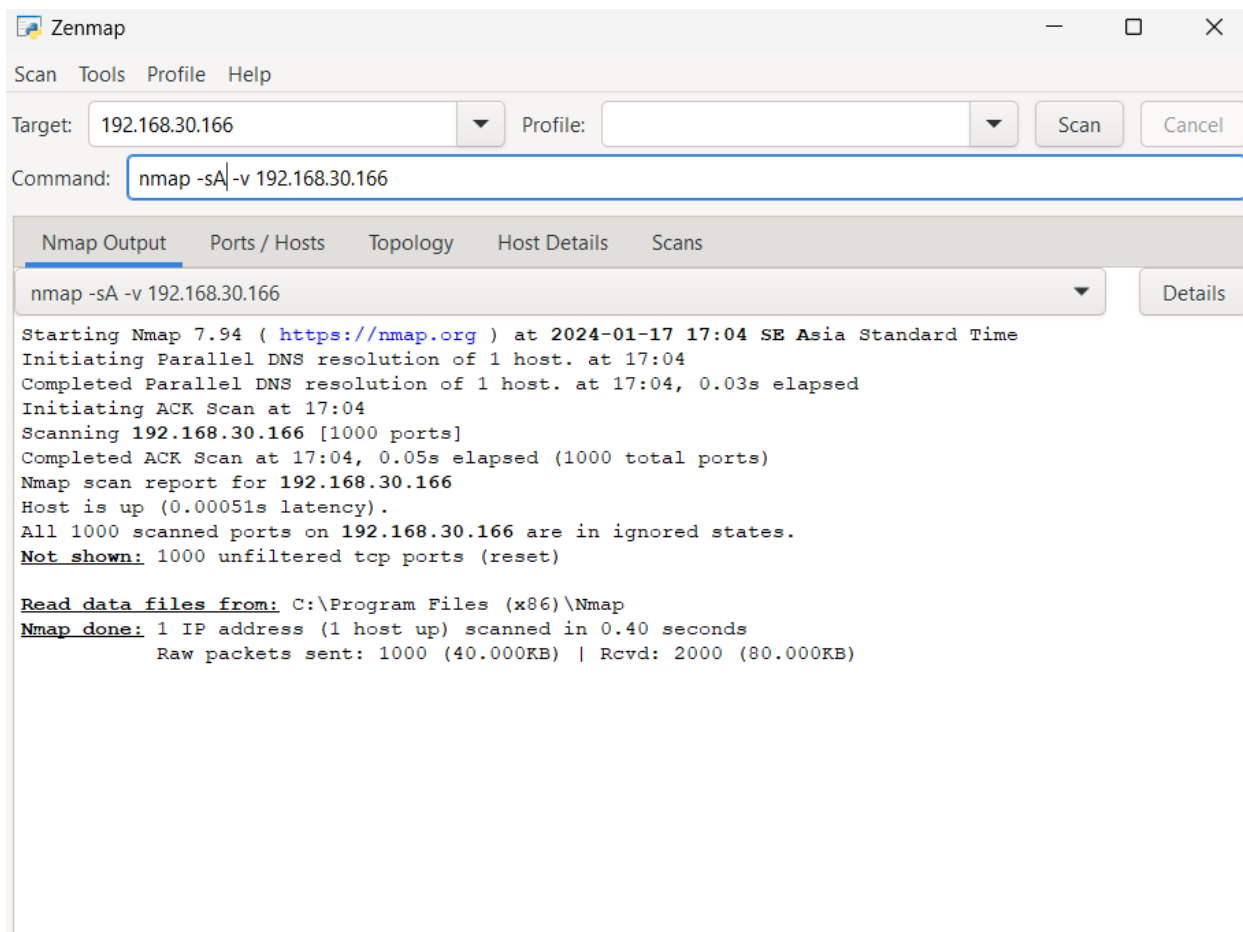 Zenmap
Scan Tools Profile Help
Target: 192.168.30.166 Profile: Scan Cancel
Command: nmap -sA -v 192.168.30.166
Nmap Output Ports / Hosts Topology Host Details Scans
nmap -sA -v 192.168.30.166 Details
Starting Nmap 7.94 ( https://nmap.org ) at 2024-01-17 17:04 SE Asia Standard Time
Initiating Parallel DNS resolution of 1 host. at 17:04
Completed Parallel DNS resolution of 1 host. at 17:04, 0.03s elapsed
Initiating ACK Scan at 17:04
Scanning 192.168.30.166 [1000 ports]
Completed ACK Scan at 17:04, 0.05s elapsed (1000 total ports)
Nmap scan report for 192.168.30.166
Host is up (0.00051s latency).
All 1000 scanned ports on 192.168.30.166 are in ignored states.
Not shown: 1000 unfiltered tcp ports (reset)
Read data files from: C:\Program Files (x86)\Nmap
Nmap done: 1 IP address (1 host up) scanned in 0.40 seconds
Raw packets sent: 1000 (40.000KB) | Rcvd: 2000 (80.000KB)